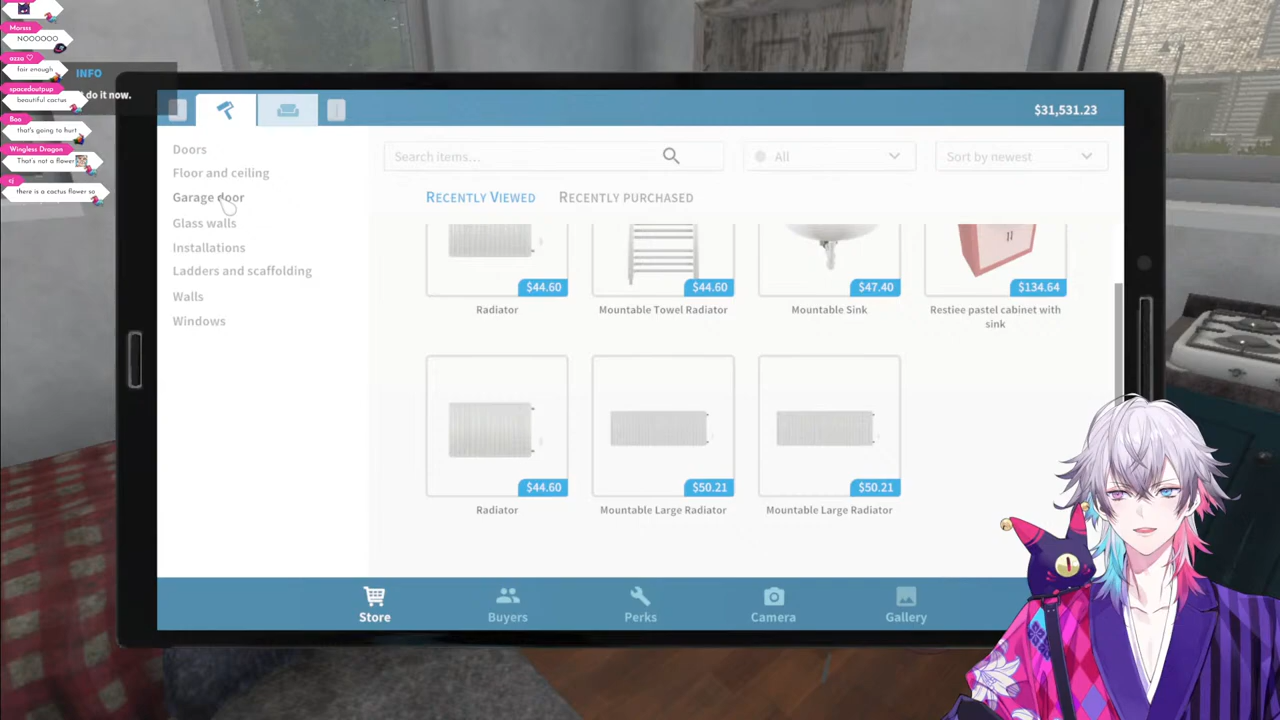 Morsss
NOOOOOO
azza ♡
fair enough
spacedoutpup
beautiful cactus
Boo
that's going to hurt
Wingless Dragon
That's not a flower
cj
there is a cactus flower so
INFO
do it now.
$31,531.23
Doors
Floor and ceiling
Garage door
Glass walls
Installations
Ladders and scaffolding
Walls
Windows
Search items...
All
Sort by newest
RECENTLY VIEWED
RECENTLY PURCHASED
$44.60
$44.60
$47.40
$134.64
Radiator
Mountable Towel Radiator
Mountable Sink
Restiee pastel cabinet with
sink
$44.60
$50.21
$50.21
Radiator
Mountable Large Radiator
Mountable Large Radiator
Store
Buyers
Perks
Camera
Gallery